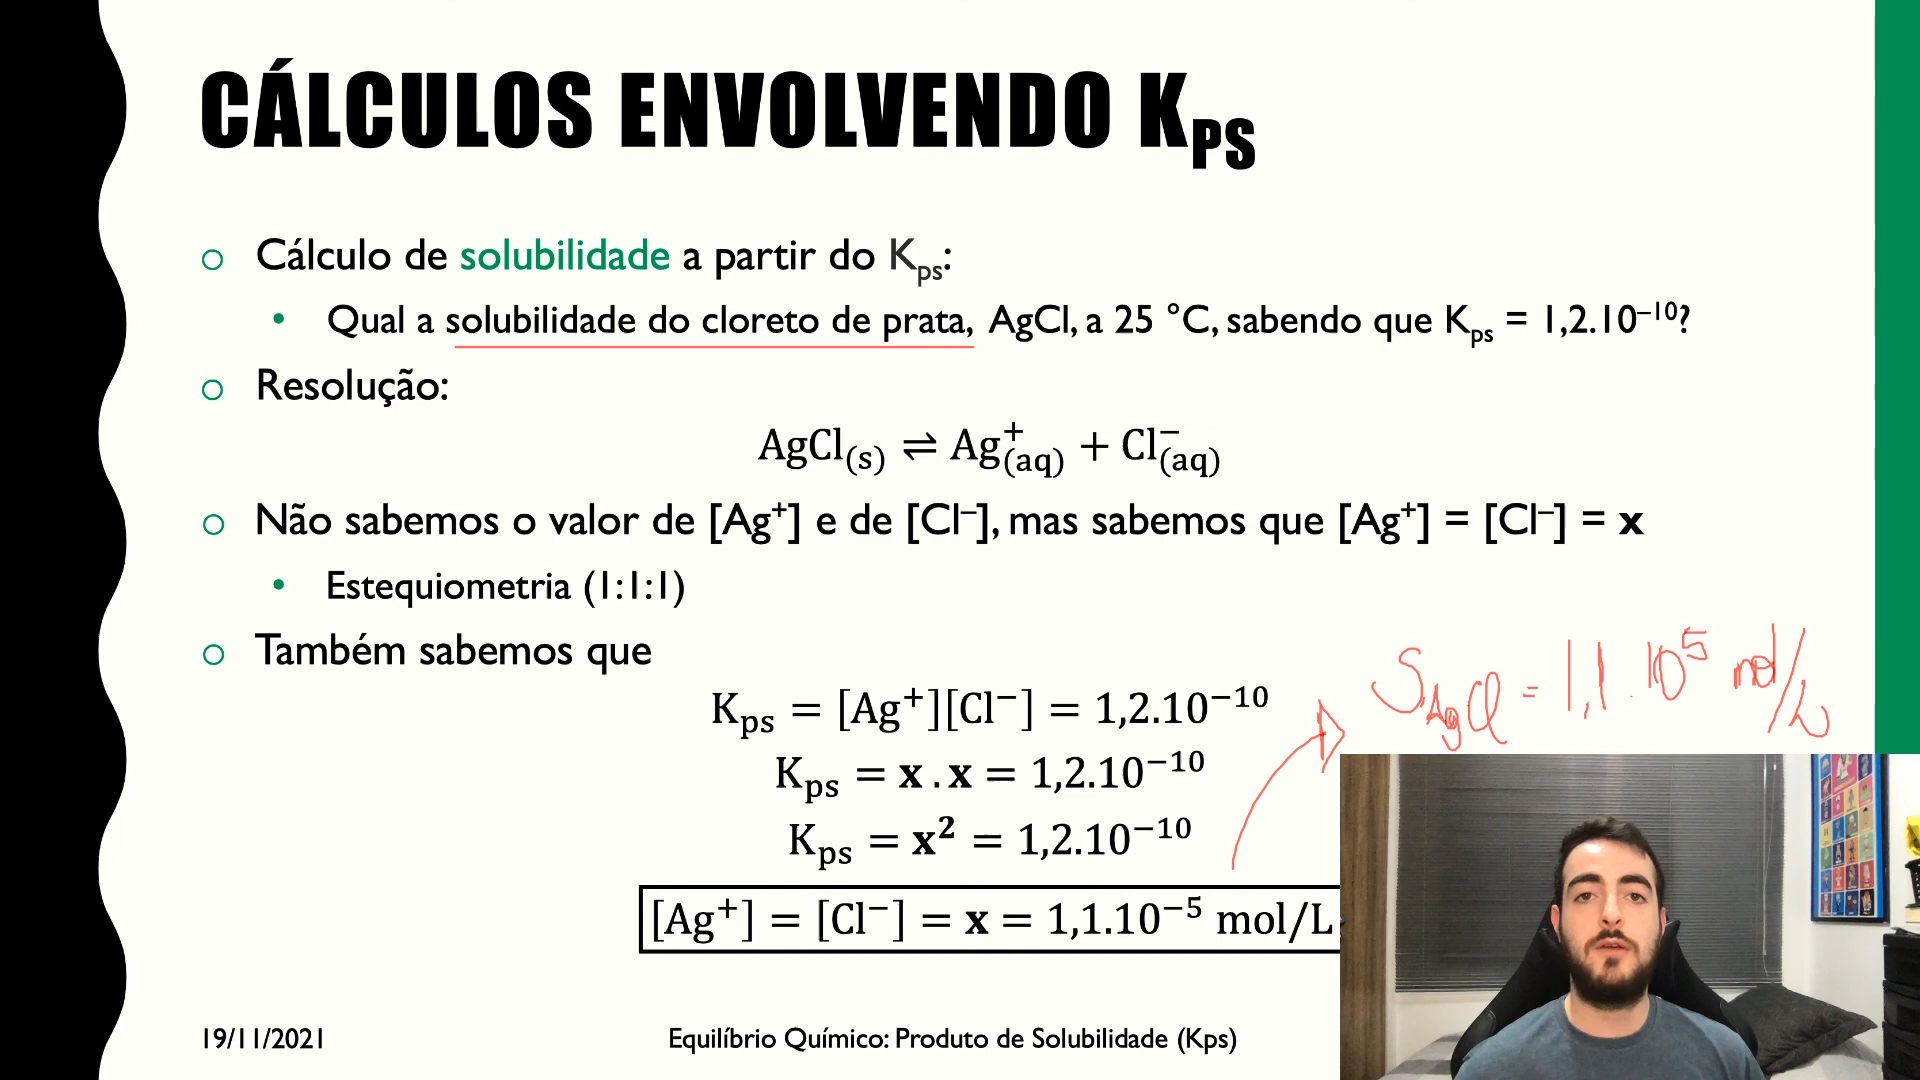 CÁLCULOS ENVOLVENDO KPS
Cálculo de solubilidade a partir do Kps:
Qual a solubilidade do cloreto de prata, AgCl, a 25 °C, sabendo que Kps = 1,2.10⁻¹⁰?
Resolução:
AgCl(s) ⇌ Ag⁺(aq) + Cl⁻(aq)
Não sabemos o valor de [Ag⁺] e de [Cl⁻], mas sabemos que [Ag⁺] = [Cl⁻] = x
Estequiometria (1:1:1)
Também sabemos que
Kps = [Ag⁺][Cl⁻] = 1,2.10⁻¹⁰
Kps = x . x = 1,2.10⁻¹⁰
Kps = x² = 1,2.10⁻¹⁰
[Ag⁺] = [Cl⁻] = x = 1,1.10⁻⁵ mol/L
S AgCl = 1,1 . 10⁵ mol/L
19/11/2021
Equilíbrio Químico: Produto de Solubilidade (Kps)